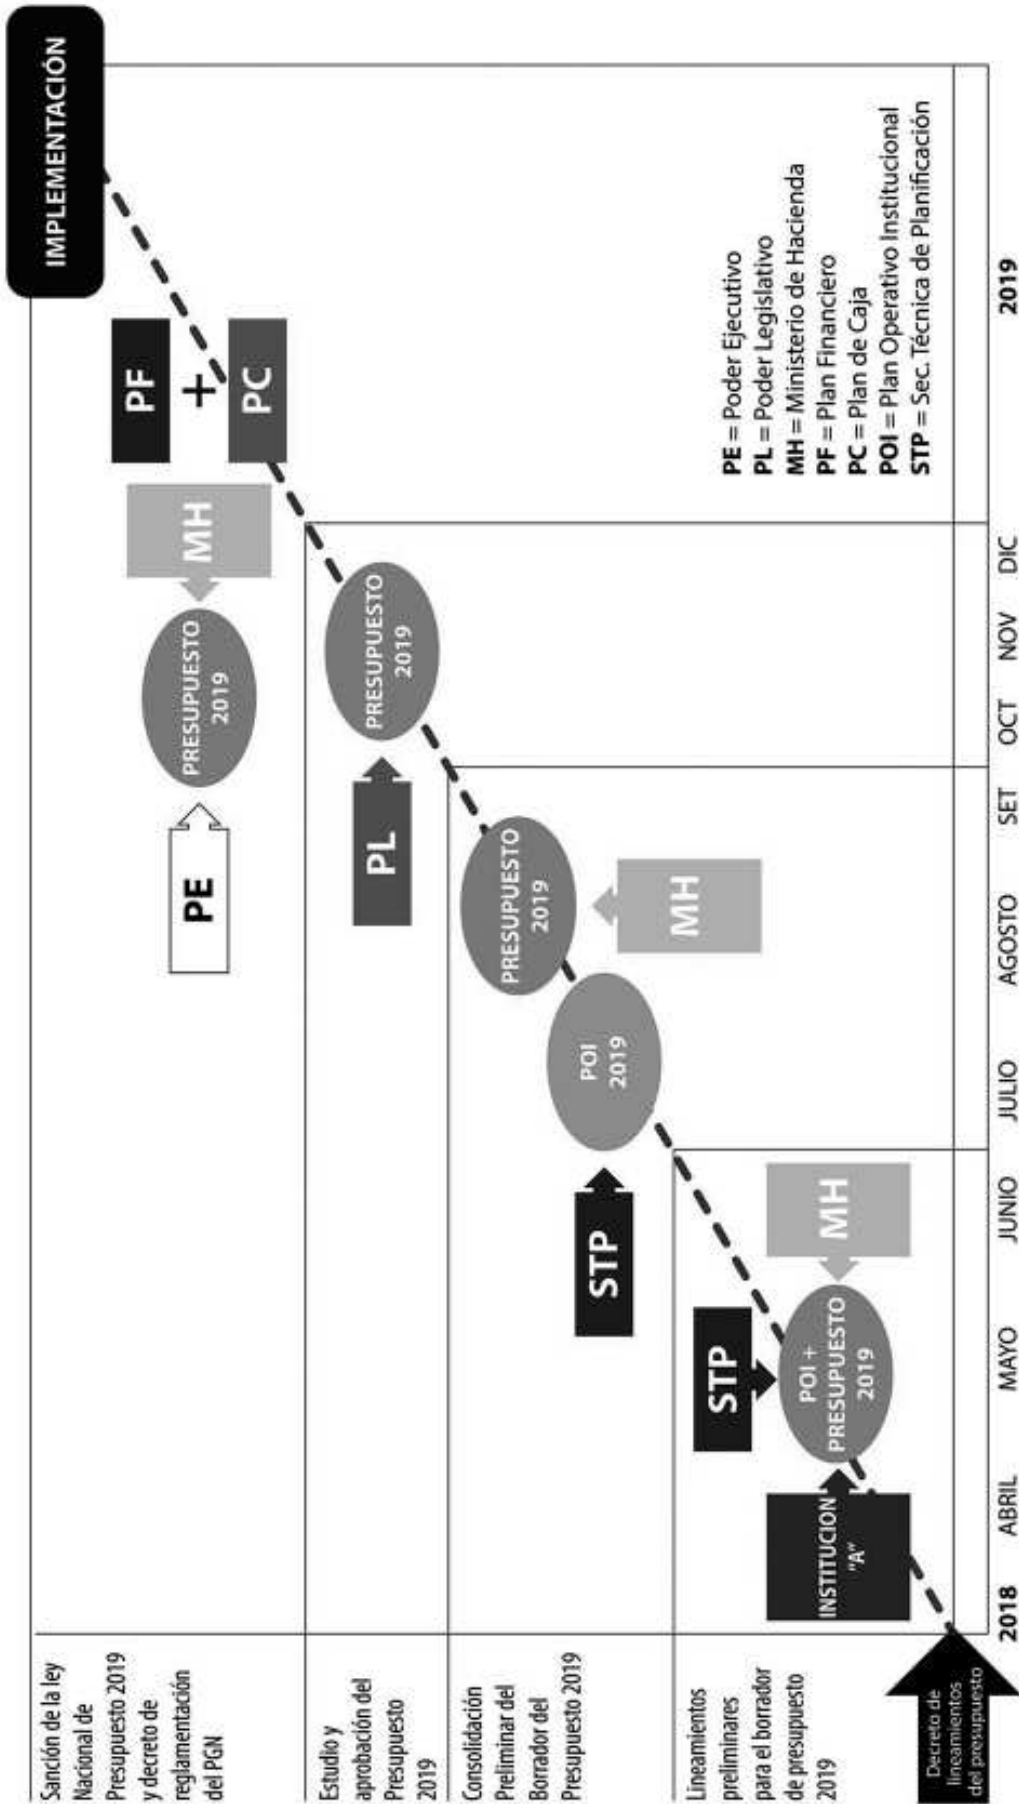 IMPLEMENTACIÓN
Sanción de la ley
Nacional de
Presupuesto 2019
y decreto de
reglamentación
del PGN
PE
PRESUPUESTO
2019
MH
PF
+
PC
Estudio y
aprobación del
Presupuesto
2019
PL
PRESUPUESTO
2019
Consolidación
Preliminar del
Borrador del
Presupuesto 2019
STP
POI
2019
PRESUPUESTO
2019
MH
Lineamientos
preliminares
para el borrador
de presupuesto
2019
INSTITUCION
"A"
STP
POI +
PRESUPUESTO
2019
MH
PE = Poder Ejecutivo
PL = Poder Legislativo
MH = Ministerio de Hacienda
PF = Plan Financiero
PC = Plan de Caja
POI = Plan Operativo Institucional
STP = Sec. Técnica de Planificación
Decreto de
lineamientos
del presupuesto
2018 ABRIL MAYO JUNIO JULIO AGOSTO SET OCT NOV DIC 2019